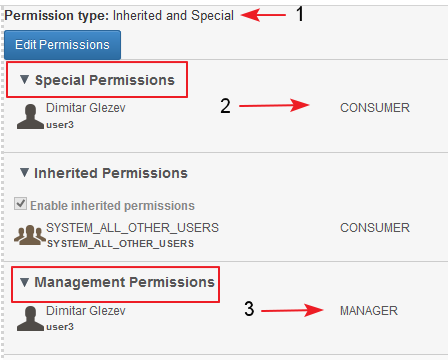 Permission type: Inherited and Special 1
Edit Permissions
Special Permissions
Dimitar Glezev 2 CONSUMER
user3
Inherited Permissions
Enable inherited permissions
SYSTEM_ALL_OTHER_USERS CONSUMER
SYSTEM_ALL_OTHER_USERS
Management Permissions
Dimitar Glezev 3 MANAGER
user3